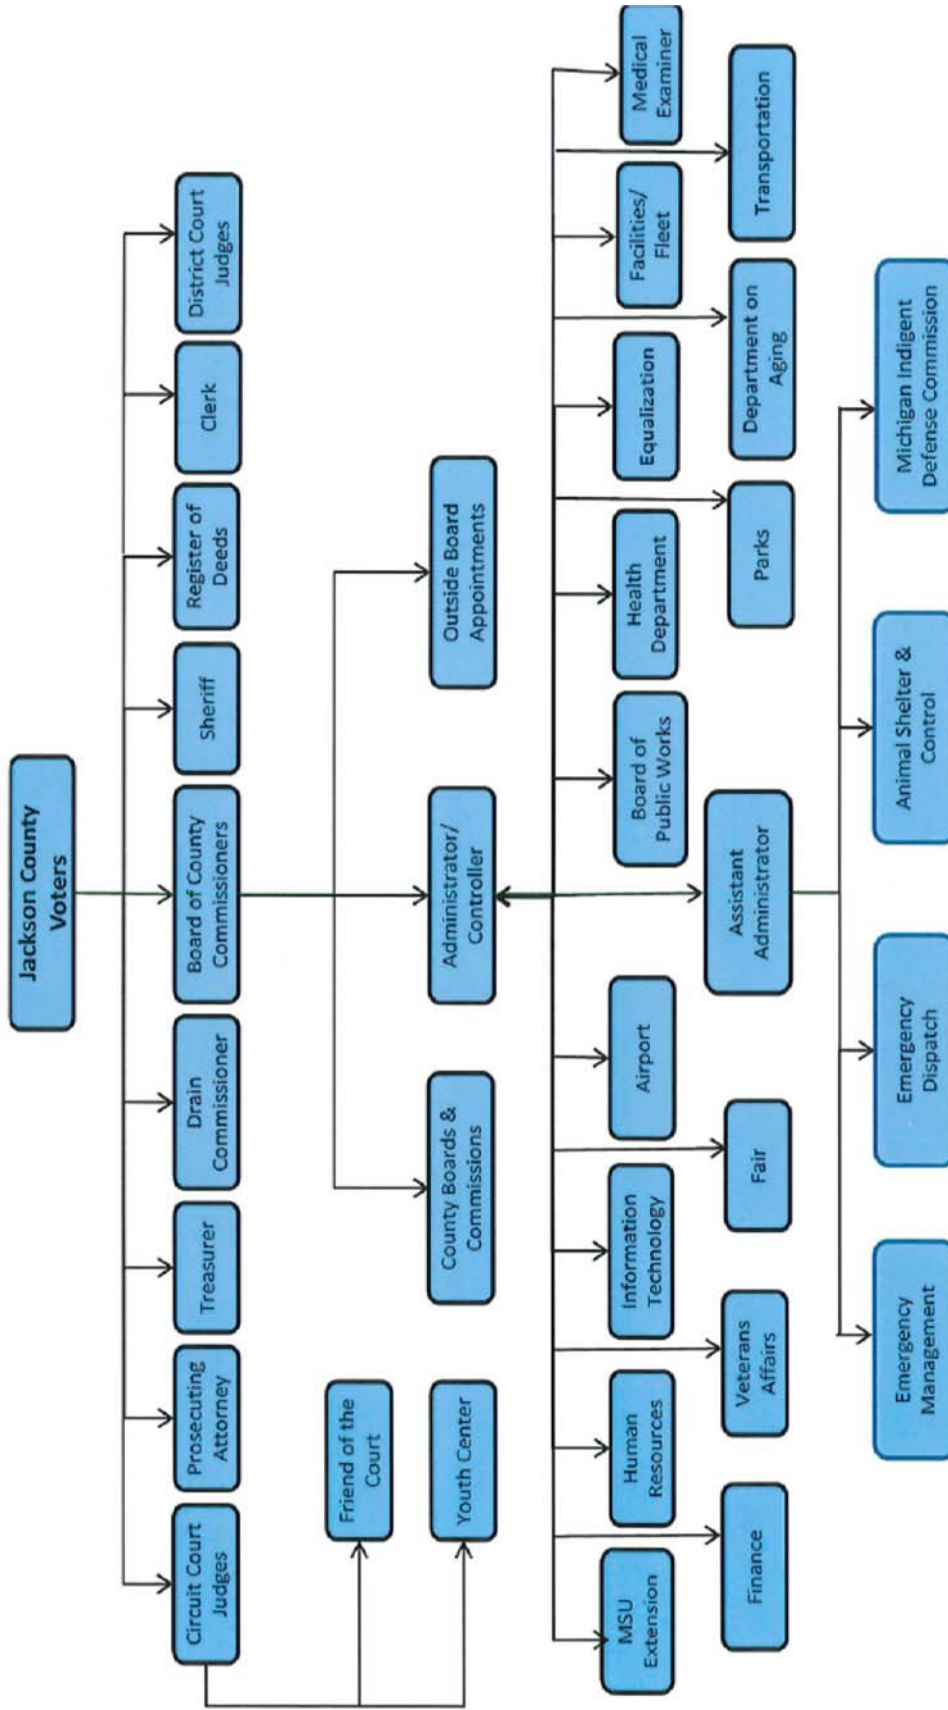 Jackson County
Voters
Circuit Court
Judges
Prosecuting
Attorney
Treasurer
Drain
Commissioner
Board of County
Commissioners
Sheriff
Register of
Deeds
Clerk
District Court
Judges
Friend of the
Court
Youth Center
County Boards &
Commissions
Administrator/
Controller
Outside Board
Appointments
MSU
Extension
Human
Resources
Information
Technology
Airport
Board of
Public Works
Health
Department
Equalization
Facilities/
Fleet
Medical
Examiner
Finance
Veterans
Affairs
Fair
Assistant
Administrator
Parks
Department on
Aging
Transportation
Emergency
Management
Emergency
Dispatch
Animal Shelter &
Control
Michigan Indigent
Defense Commission